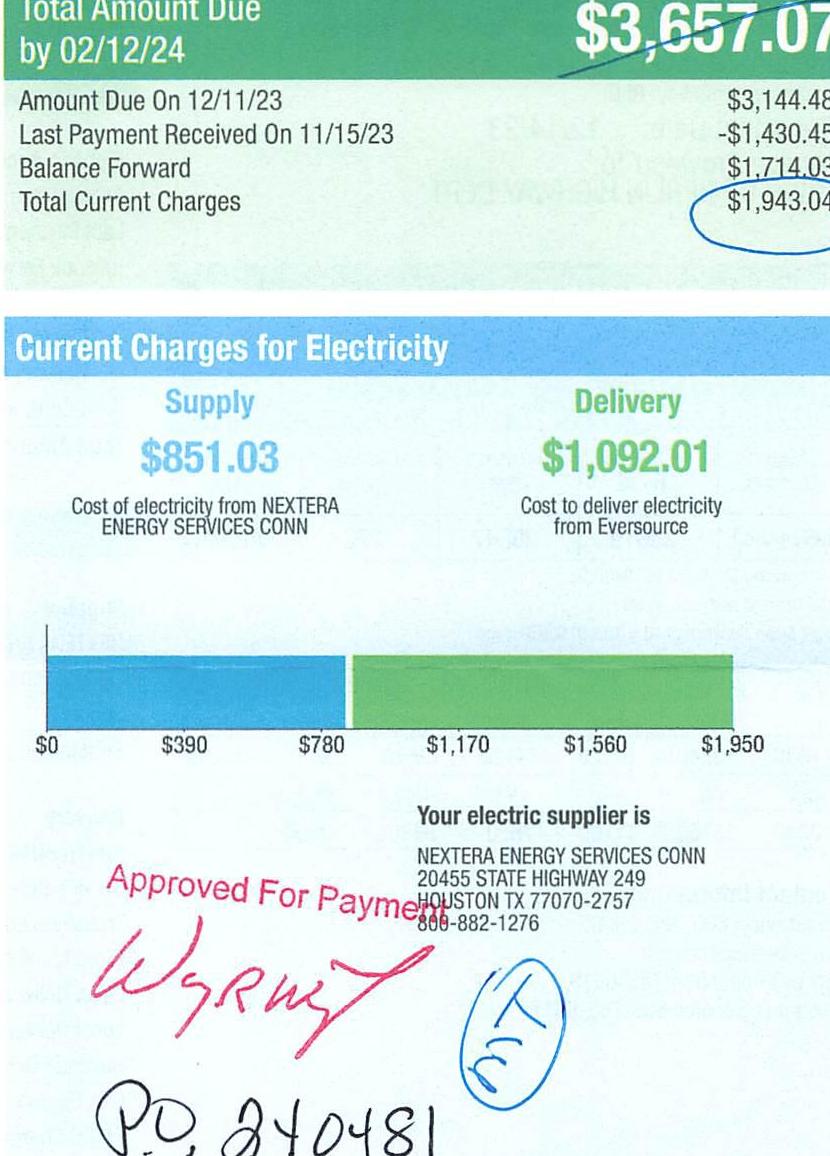 Total Amount Due
by 02/12/24
$3,657.07
Amount Due On 12/11/23 $3,144.48
Last Payment Received On 11/15/23 -$1,430.45
Balance Forward $1,714.03
Total Current Charges $1,943.04
Current Charges for Electricity
Supply
$851.03
Cost of electricity from NEXTERA
ENERGY SERVICES CONN
Delivery
$1,092.01
Cost to deliver electricity
from Eversource
$0 $390 $780 $1,170 $1,560 $1,950
Your electric supplier is
NEXTERA ENERGY SERVICES CONN
20455 STATE HIGHWAY 249
HOUSTON TX 77070-2757
800-882-1276
Approved For Payment
P.O. 240481